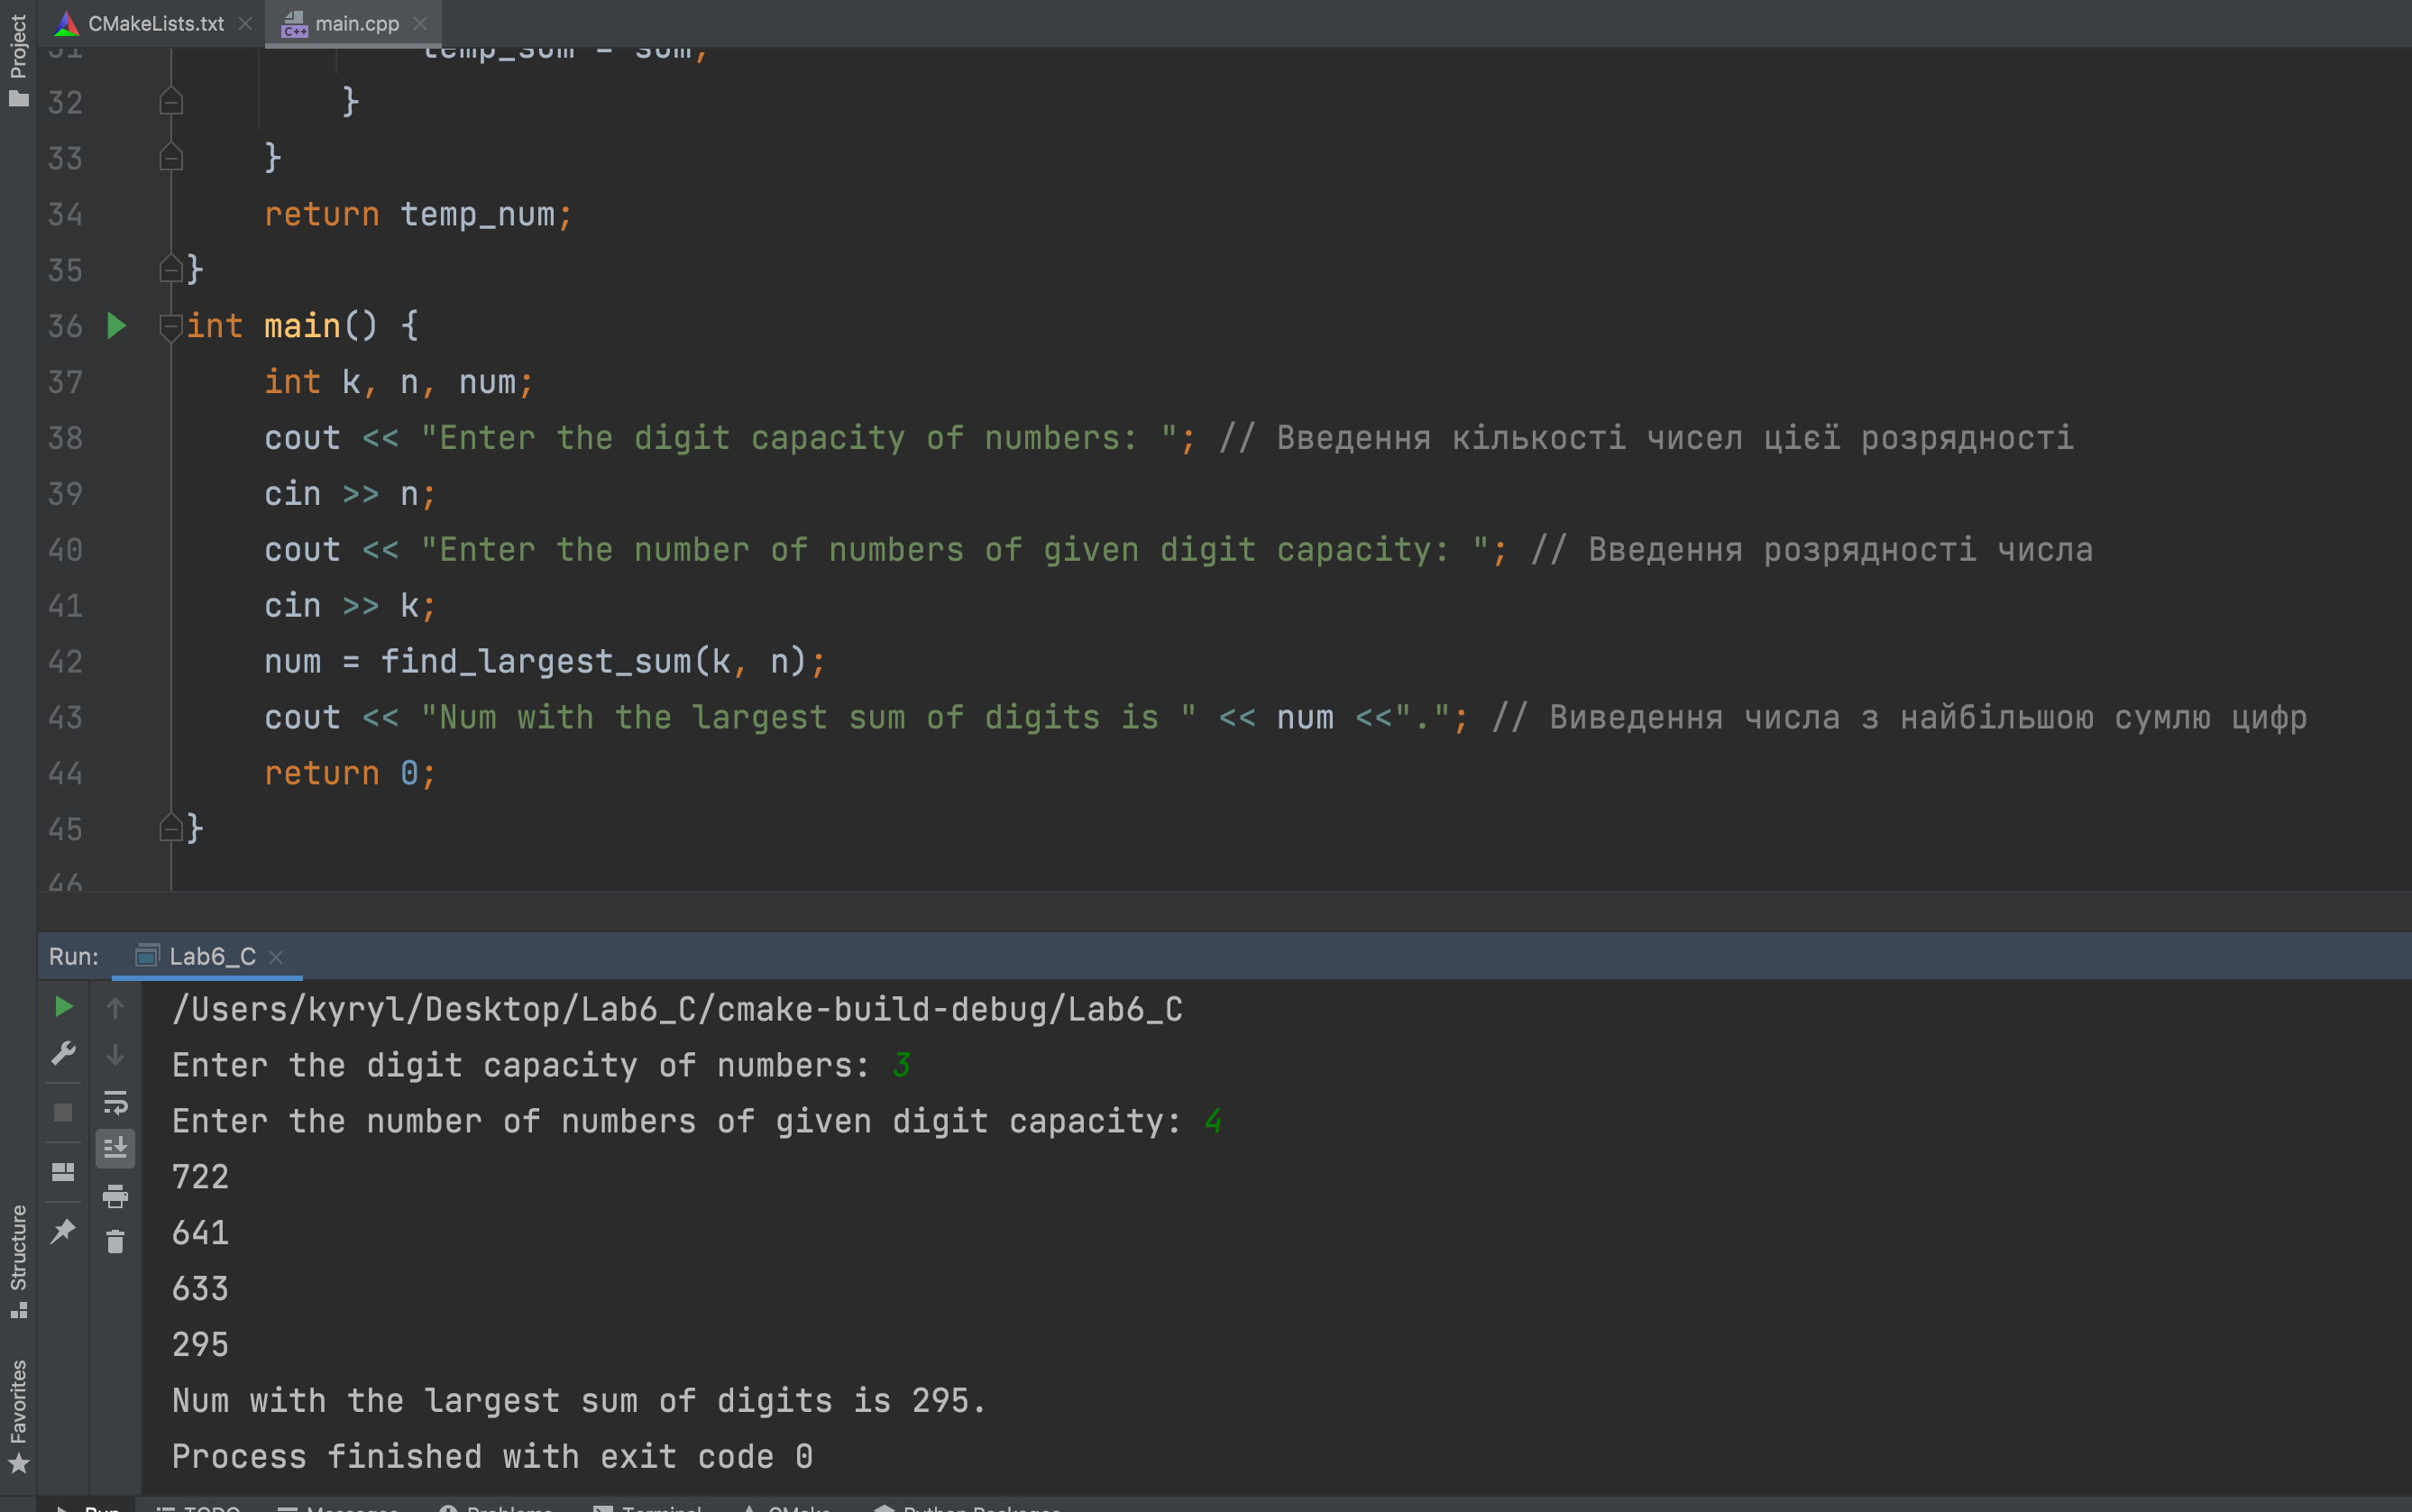 Project
CMakeLists.txt
main.cpp
31 temp_sum = sum;
32 }
33 }
34 return temp_num;
35 }
36 int main() {
37 int k, n, num;
38 cout << "Enter the digit capacity of numbers: "; // Введення кількості чисел цієї розрядності
39 cin >> n;
40 cout << "Enter the number of numbers of given digit capacity: "; // Введення розрядності числа
41 cin >> k;
42 num = find_largest_sum(k, n);
43 cout << "Num with the largest sum of digits is " << num <<"."; // Виведення числа з найбільшою сумлю цифр
44 return 0;
45 }
46
Run: Lab6_C
/Users/kyryl/Desktop/Lab6_C/cmake-build-debug/Lab6_C
Enter the digit capacity of numbers: 3
Enter the number of numbers of given digit capacity: 4
722
641
633
295
Num with the largest sum of digits is 295.
Process finished with exit code 0
Structure
Favorites
Run TODO Messages Problems Terminal CMake Python Packages